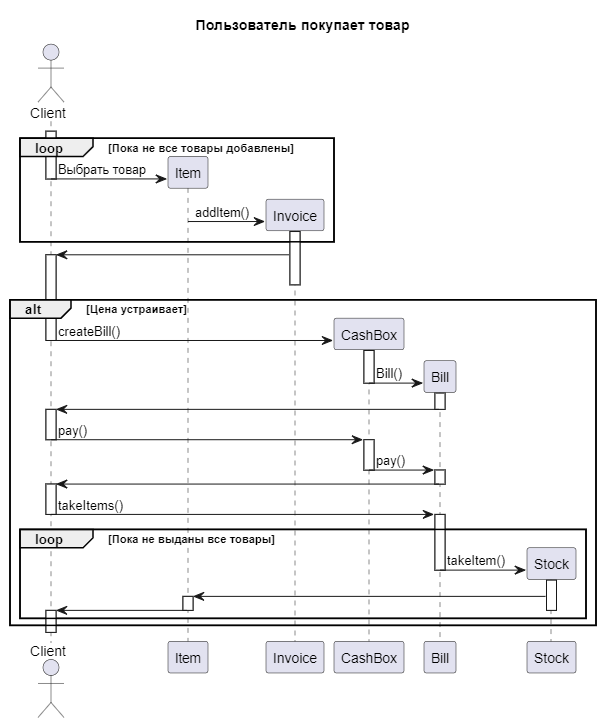 Пользователь покупает товар
Client
loop [Пока не все товары добавлены]
Выбрать товар
Item
addItem()
Invoice
alt [Цена устраивает]
createBill()
CashBox
Bill()
Bill
pay()
pay()
takeItems()
loop [Пока не выданы все товары]
takeItem()
Stock
Client
Item
Invoice
CashBox
Bill
Stock